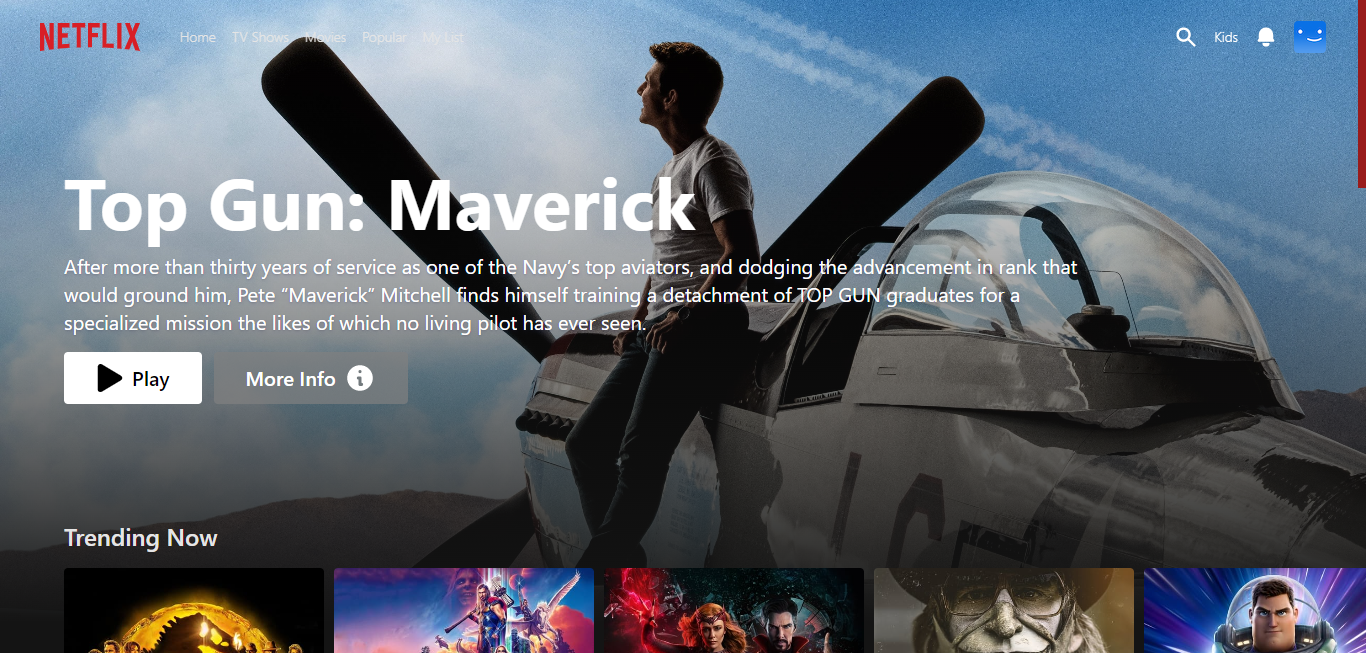 NETFLIX
Home TV Shows Movies Popular My List
Kids
Top Gun: Maverick
After more than thirty years of service as one of the Navy’s top aviators, and dodging the advancement in rank that
would ground him, Pete “Maverick” Mitchell finds himself training a detachment of TOP GUN graduates for a
specialized mission the likes of which no living pilot has ever seen.
Play
More Info
Trending Now